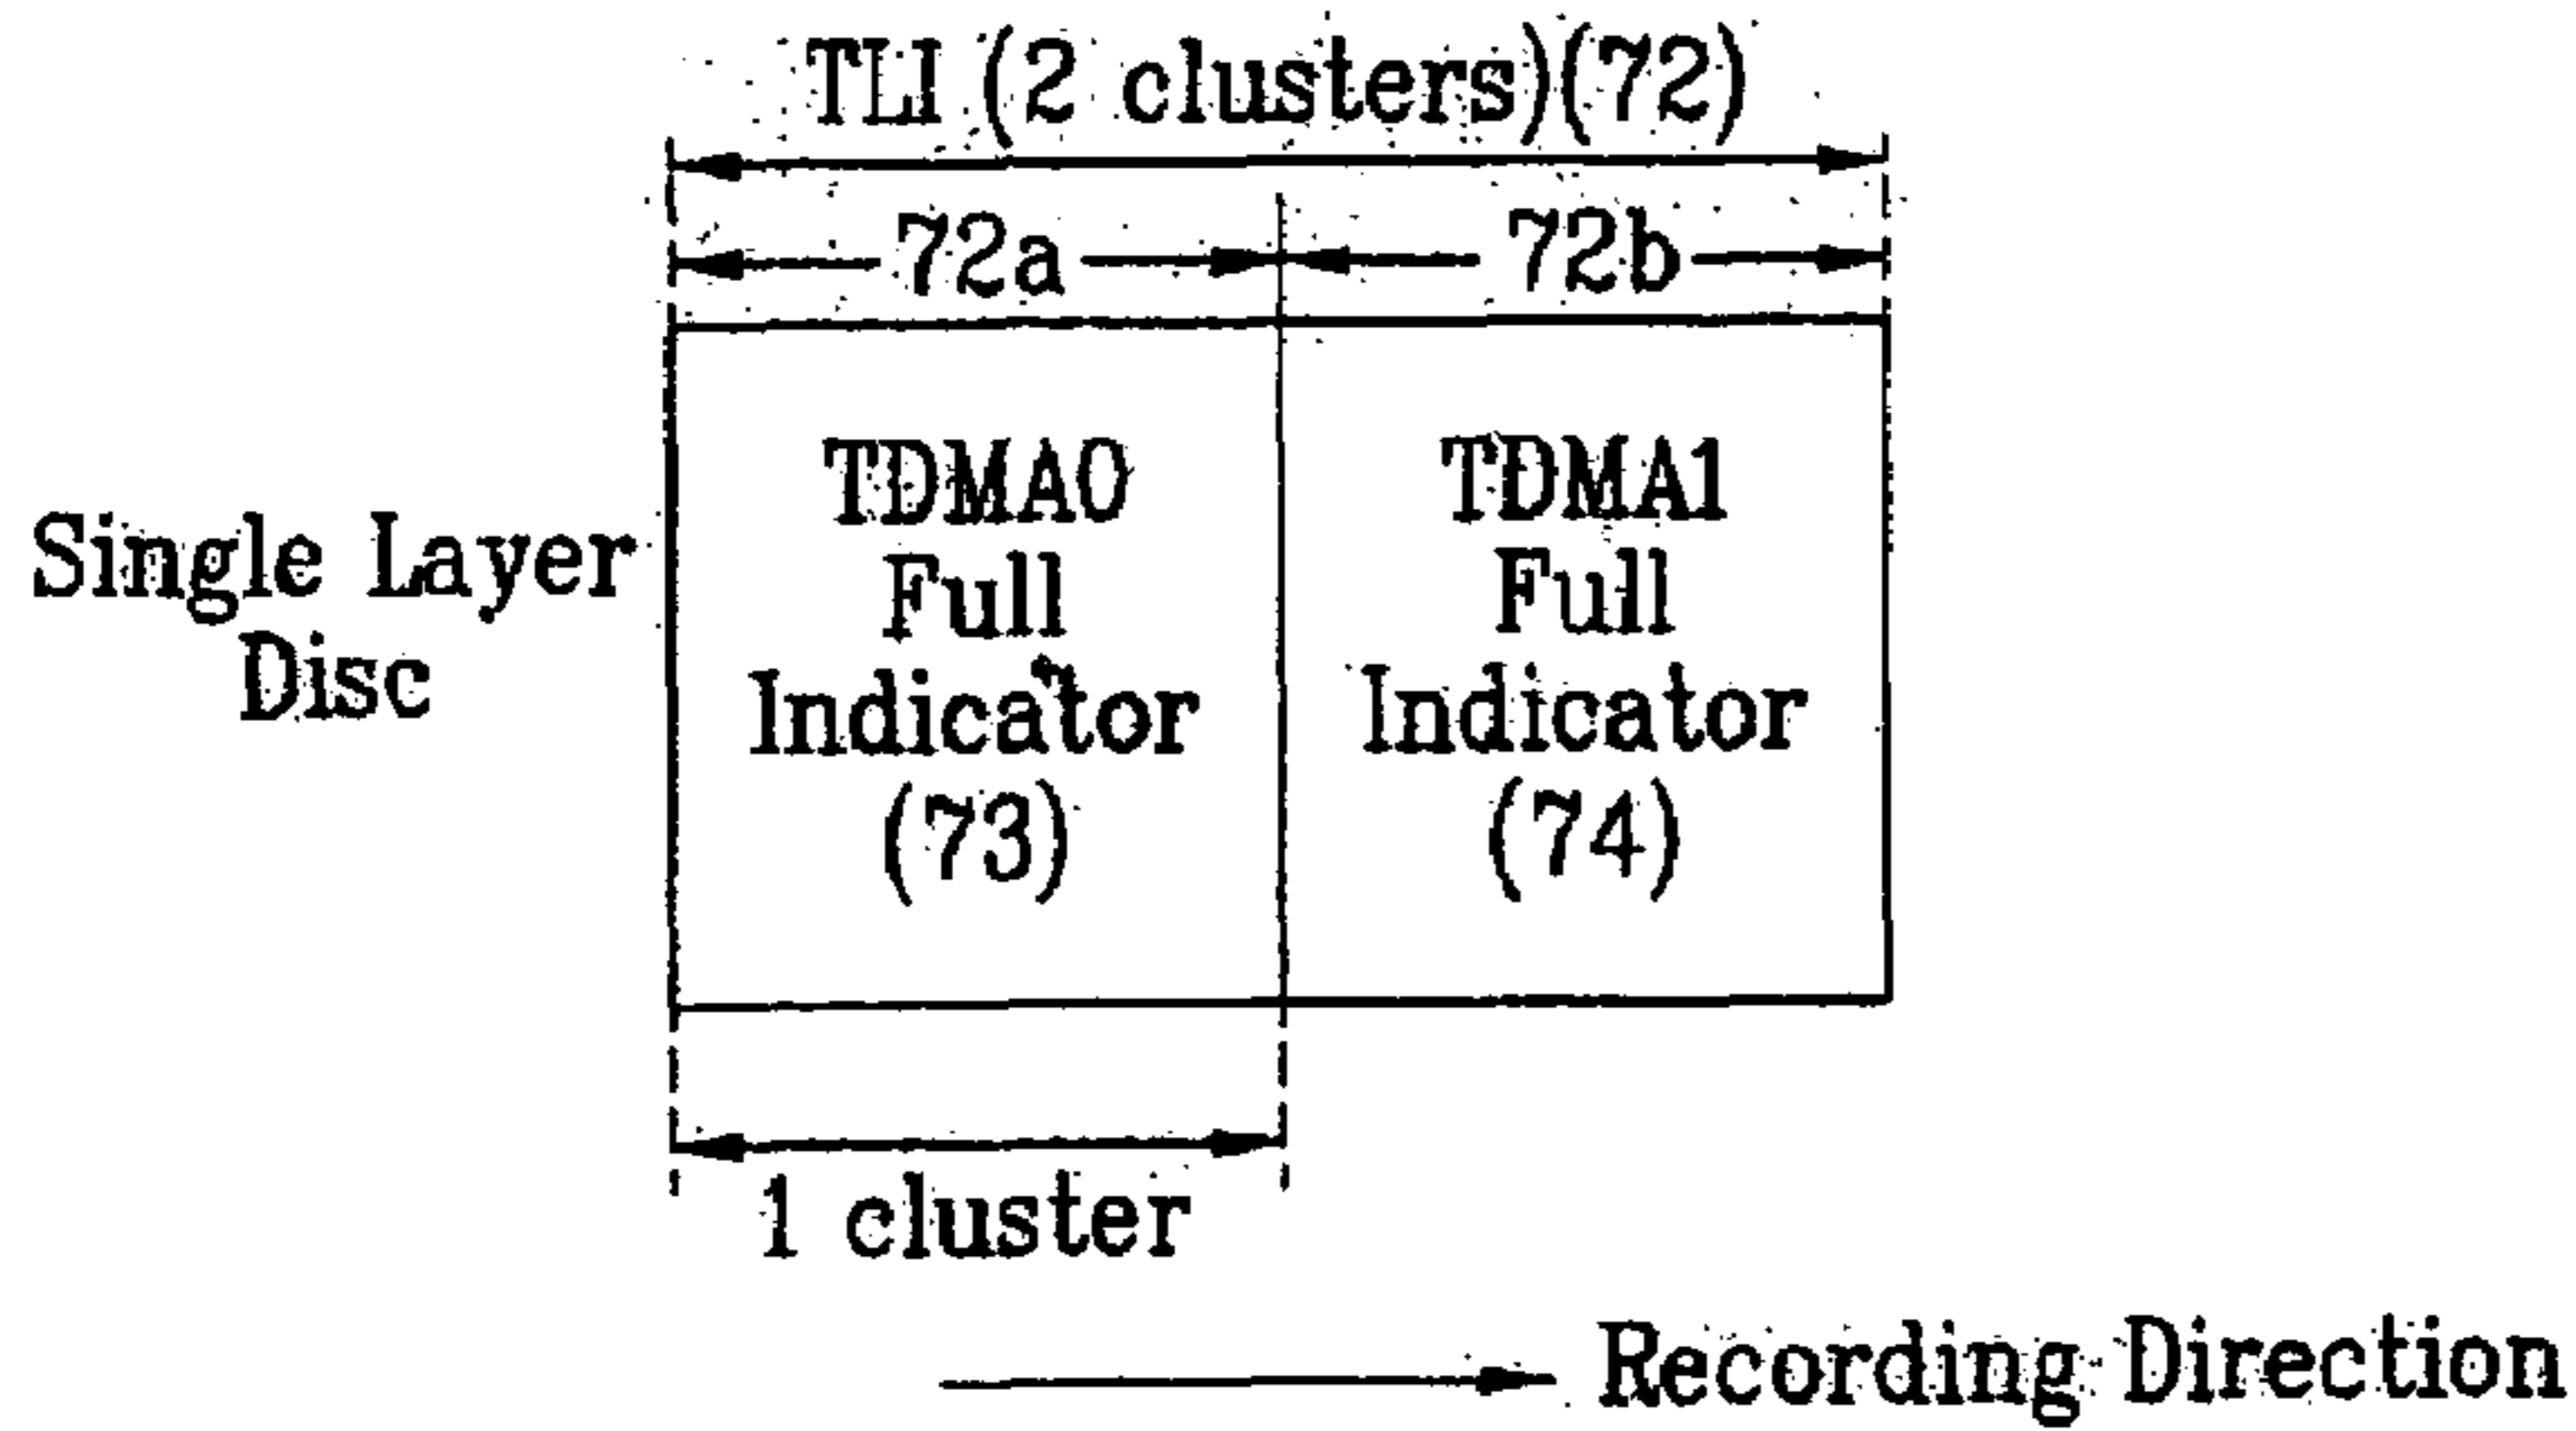 TLI (2 clusters)(72)
72a
72b
Single Layer
Disc
TDMA0
Full
Indicator
(73)
TDMA1
Full
Indicator
(74)
1 cluster
Recording Direction